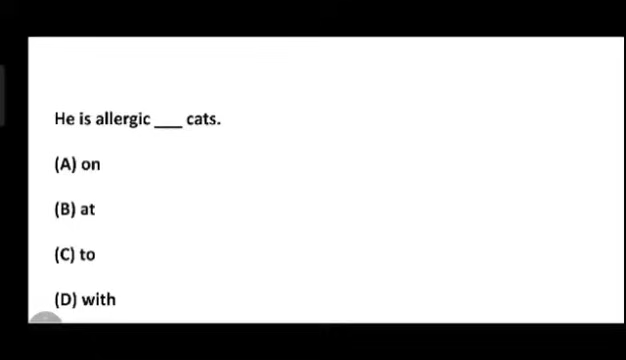 He is allergic ___ cats.
(A) on
(B) at
(C) to
(D) with